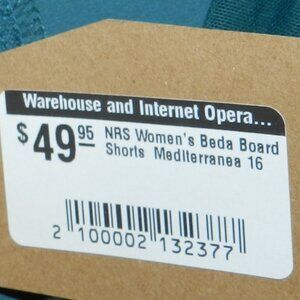 Warehouse and Internet Opera...
$49.95 NRS Women's Beda Board
Shorts Mediterranea 16
2 100002 132377